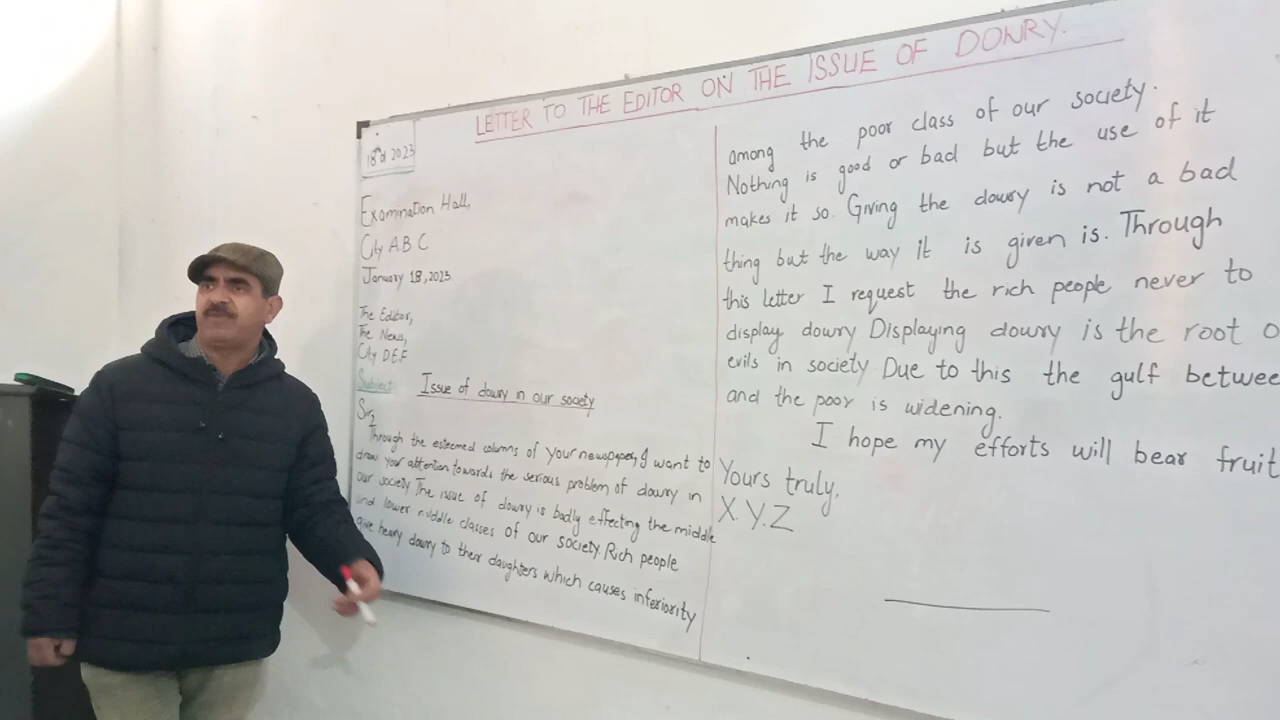 LETTER TO THE EDITOR ON THE ISSUE OF DOWRY.
18th 01 2023
Examination Hall,
City A B C
January 18, 2023
The Editor,
The News,
City D.E.F
Subject: Issue of dowry in our society
Sir,
Through the esteemed columns of your newspaper, I want to
draw your attention towards the serious problem of dowry in
our society The issue of dowry is badly effecting the middle
and lower middle classes of our society. Rich people
give heavy dowry to their daughters which causes inferiority
among the poor class of our society.
Nothing is good or bad but the use of it
makes it so. Giving the dowry is not a bad
thing but the way it is given is. Through
this letter I request the rich people never to
display dowry Displaying dowry is the root
evils in society Due to this the gulf betwee
and the poor is widening.
I hope my efforts will bear fruit
Yours truly,
X.Y.Z